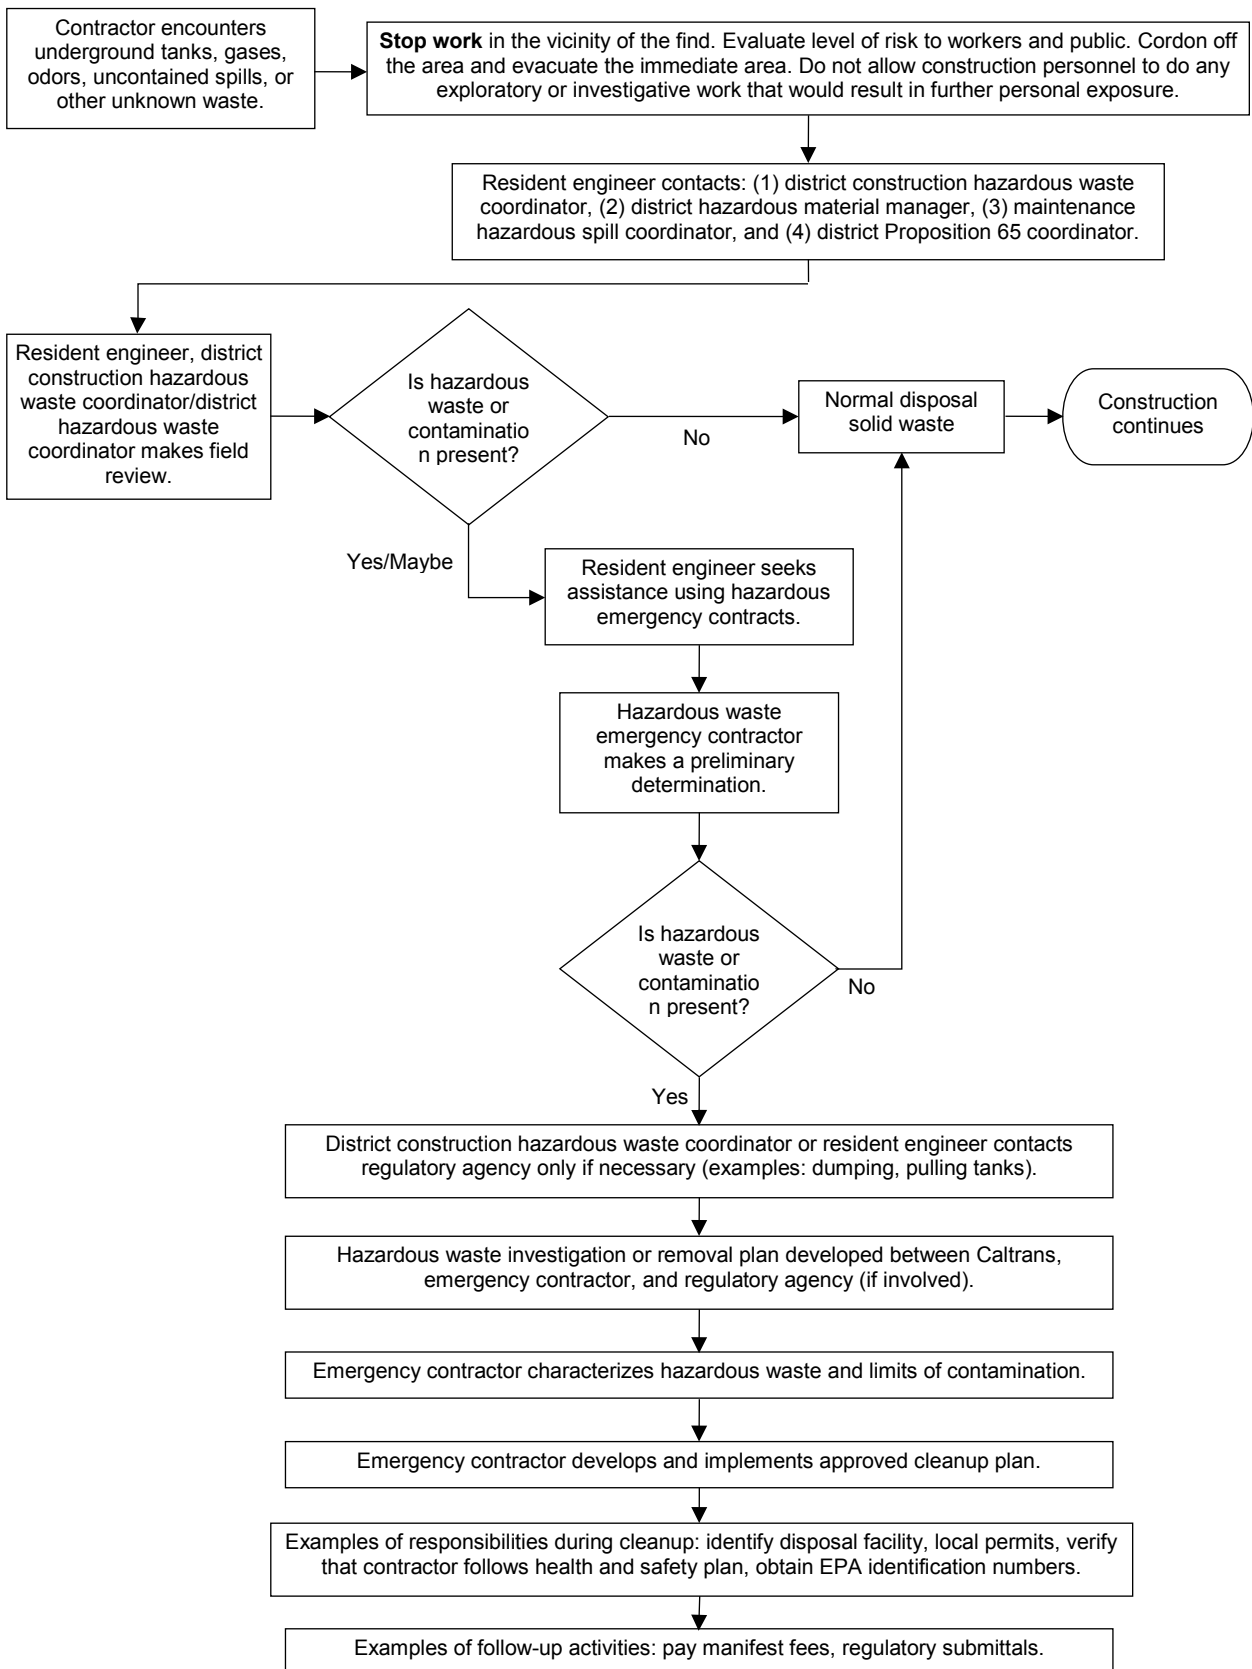 Contractor encounters
underground tanks, gases,
odors, uncontained spills, or
other unknown waste.
Stop work in the vicinity of the find. Evaluate level of risk to workers and public. Cordon off
the area and evacuate the immediate area. Do not allow construction personnel to do any
exploratory or investigative work that would result in further personal exposure.
Resident engineer contacts: (1) district construction hazardous waste
coordinator, (2) district hazardous material manager, (3) maintenance
hazardous spill coordinator, and (4) district Proposition 65 coordinator.
Resident engineer, district
construction hazardous
waste coordinator/district
hazardous waste
coordinator makes field
review.
Is hazardous
waste or
contaminatio
n present?
No
Normal disposal
solid waste
Construction
continues
Yes/Maybe
Resident engineer seeks
assistance using hazardous
emergency contracts.
Hazardous waste
emergency contractor
makes a preliminary
determination.
Is hazardous
waste or
contaminatio
n present?
No
Yes
District construction hazardous waste coordinator or resident engineer contacts
regulatory agency only if necessary (examples: dumping, pulling tanks).
Hazardous waste investigation or removal plan developed between Caltrans,
emergency contractor, and regulatory agency (if involved).
Emergency contractor characterizes hazardous waste and limits of contamination.
Emergency contractor develops and implements approved cleanup plan.
Examples of responsibilities during cleanup: identify disposal facility, local permits, verify
that contractor follows health and safety plan, obtain EPA identification numbers.
Examples of follow-up activities: pay manifest fees, regulatory submittals.